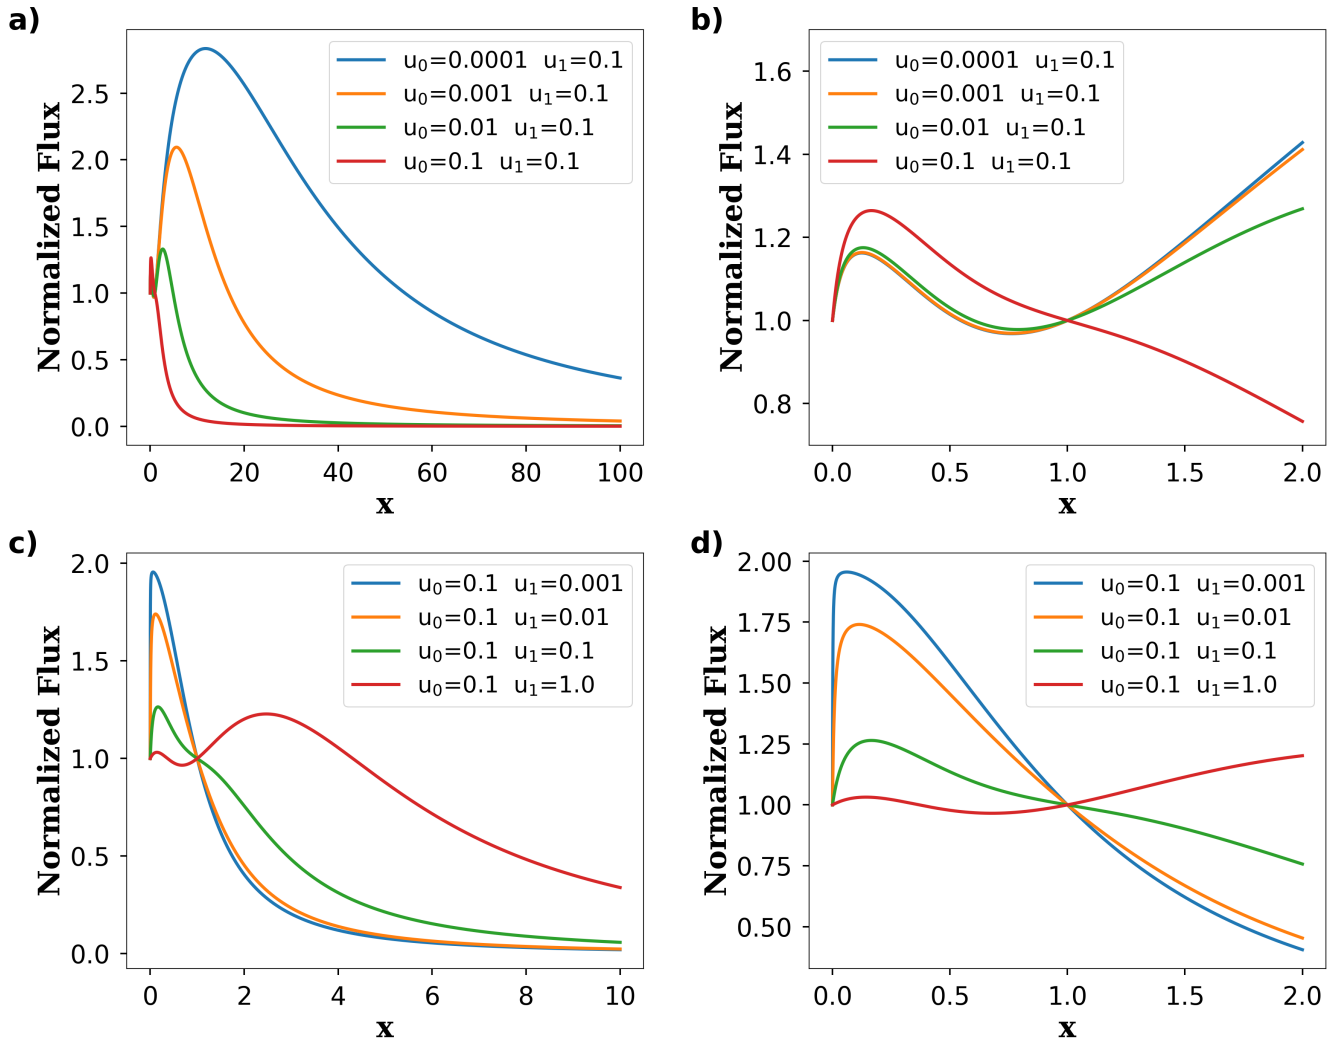 a)
Normalized Flux
2.5
2.0
1.5
1.0
0.5
0.0
u₀=0.0001 u₁=0.1
u₀=0.001 u₁=0.1
u₀=0.01 u₁=0.1
u₀=0.1 u₁=0.1
0 20 40 60 80 100
x
b)
Normalized Flux
1.6
1.4
1.2
1.0
0.8
u₀=0.0001 u₁=0.1
u₀=0.001 u₁=0.1
u₀=0.01 u₁=0.1
u₀=0.1 u₁=0.1
0.0 0.5 1.0 1.5 2.0
x
c)
Normalized Flux
2.0
1.5
1.0
0.5
0.0
u₀=0.1 u₁=0.001
u₀=0.1 u₁=0.01
u₀=0.1 u₁=0.1
u₀=0.1 u₁=1.0
0 2 4 6 8 10
x
d)
Normalized Flux
2.00
1.75
1.50
1.25
1.00
0.75
0.50
u₀=0.1 u₁=0.001
u₀=0.1 u₁=0.01
u₀=0.1 u₁=0.1
u₀=0.1 u₁=1.0
0.0 0.5 1.0 1.5 2.0
x